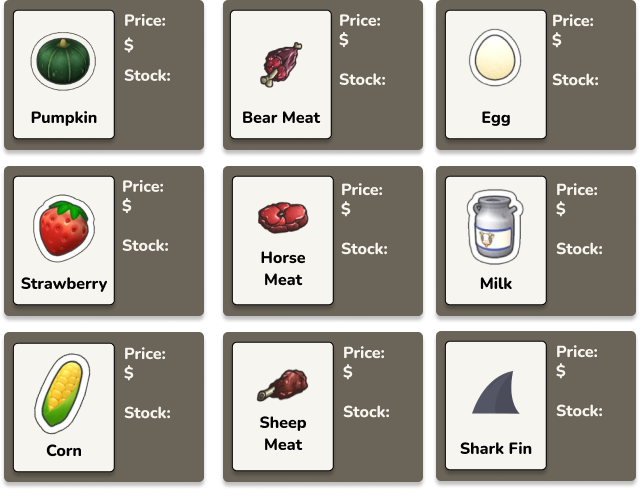 Price:
$
Stock:
Pumpkin
Price:
$
Stock:
Bear Meat
Price:
$
Stock:
Egg
Price:
$
Stock:
Strawberry
Price:
$
Stock:
Horse
Meat
Price:
$
Stock:
Milk
Price:
$
Stock:
Corn
Price:
$
Stock:
Sheep
Meat
Price:
$
Stock:
Shark Fin